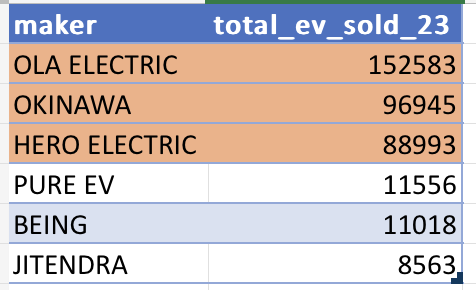 maker total_ev_sold_23
OLA ELECTRIC 152583
OKINAWA 96945
HERO ELECTRIC 88993
PURE EV 11556
BEING 11018
JITENDRA 8563